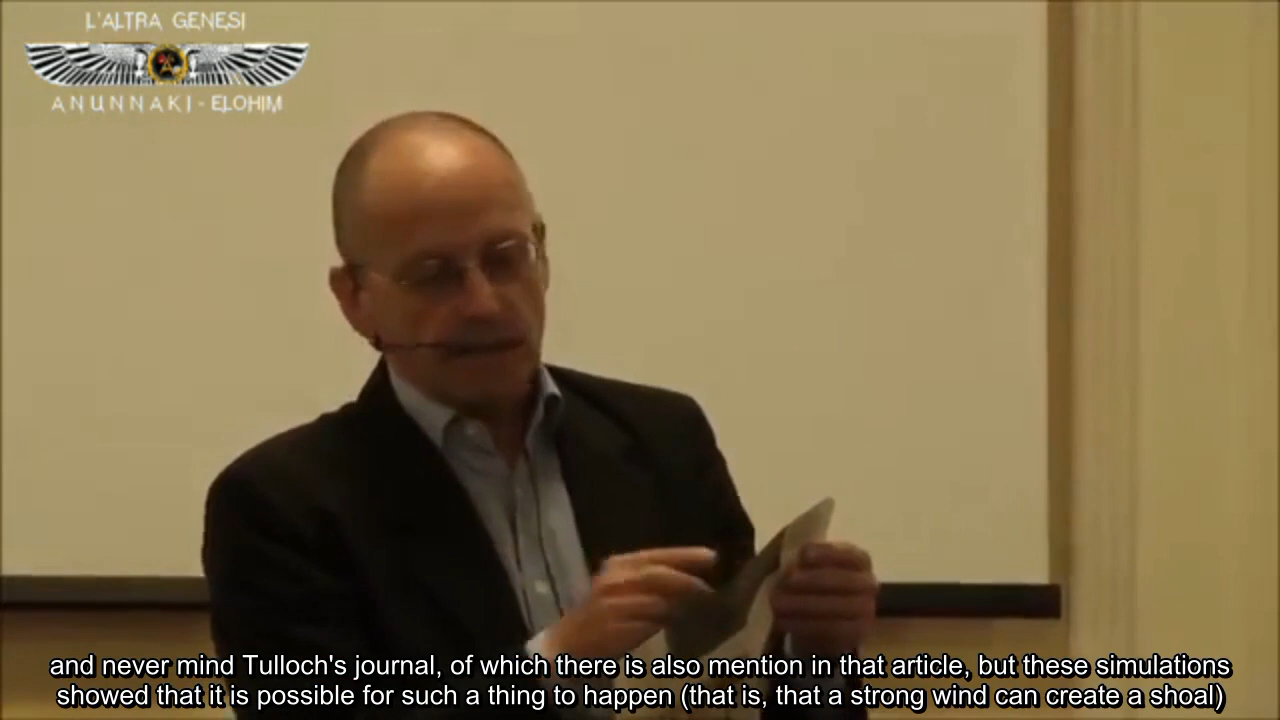 L'ALTRA GENESI
ANUNNAKI - ELOHIM
and never mind Tulloch's journal, of which there is also mention in that article, but these simulations
showed that it is possible for such a thing to happen (that is, that a strong wind can create a shoal)